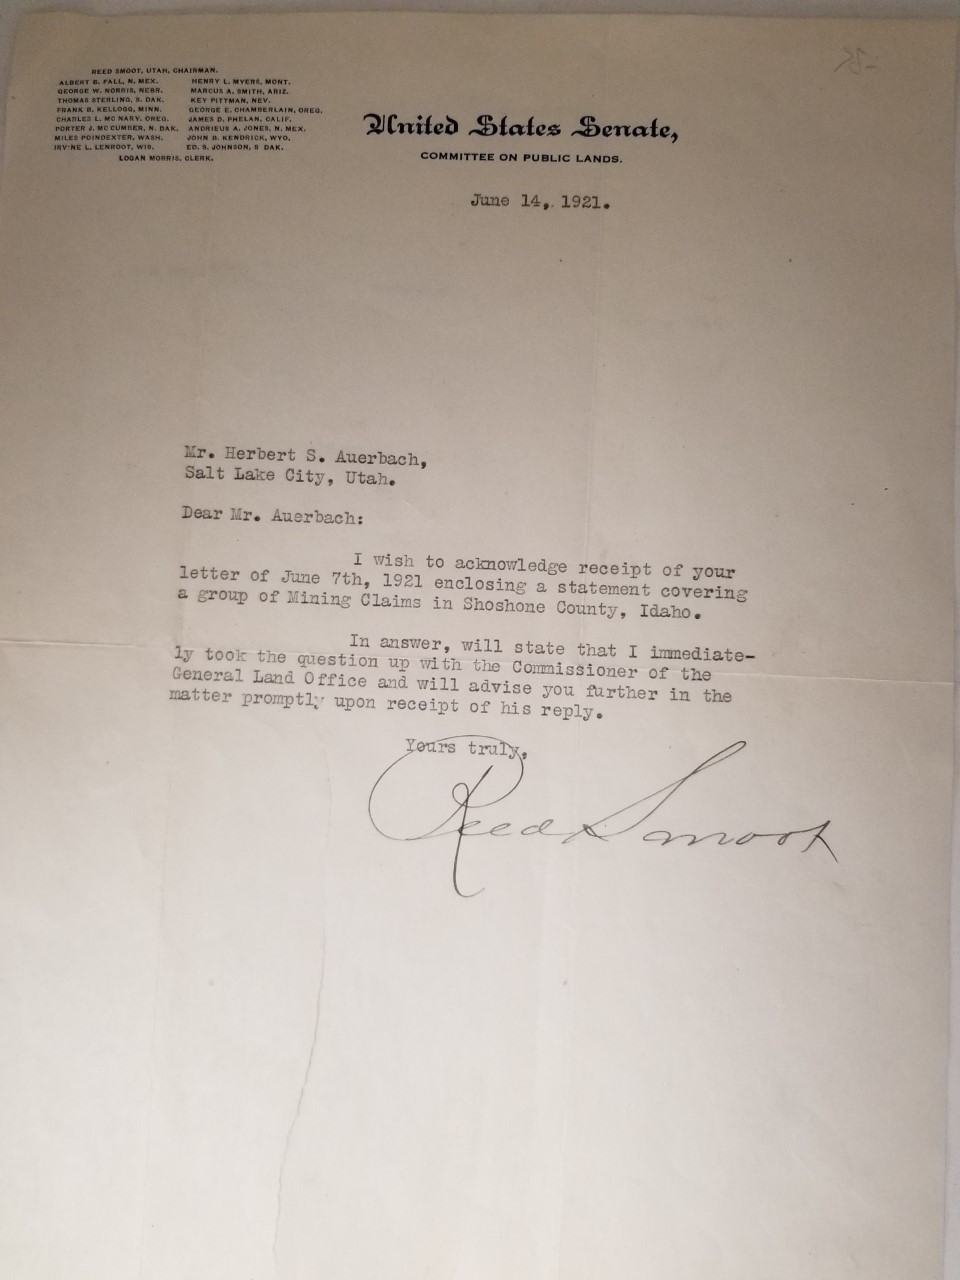 REED SMOOT, UTAH, CHAIRMAN.
ALBERT B. FALL, N. MEX. HENRY L. MYERS, MONT.
GEORGE W. NORRIS, NEBR. MARCUS A. SMITH, ARIZ.
THOMAS STERLING, S. DAK. KEY PITTMAN, NEV.
FRANK B. KELLOGG, MINN. GEORGE E. CHAMBERLAIN, OREG.
CHARLES L. MC NARY, OREG. JAMES D. PHELAN, CALIF.
PORTER J. MC CUMBER, N. DAK. ANDRIEUS A. JONES, N. MEX.
MILES POINDEXTER, WASH. JOHN B. KENDRICK, WYO.
IRVINE L. LENROOT, WIS. ED. S. JOHNSON, S DAK.
LOGAN MORRIS, CLERK.
United States Senate,
COMMITTEE ON PUBLIC LANDS.
June 14, 1921.
Mr. Herbert S. Auerbach,
Salt Lake City, Utah.
Dear Mr. Auerbach:
I wish to acknowledge receipt of your
letter of June 7th, 1921 enclosing a statement covering
a group of Mining Claims in Shoshone County, Idaho.
In answer, will state that I immediate-
ly took the question up with the Commissioner of the
General Land Office and will advise you further in the
matter promptly upon receipt of his reply.
Yours truly,
Reed Smoot